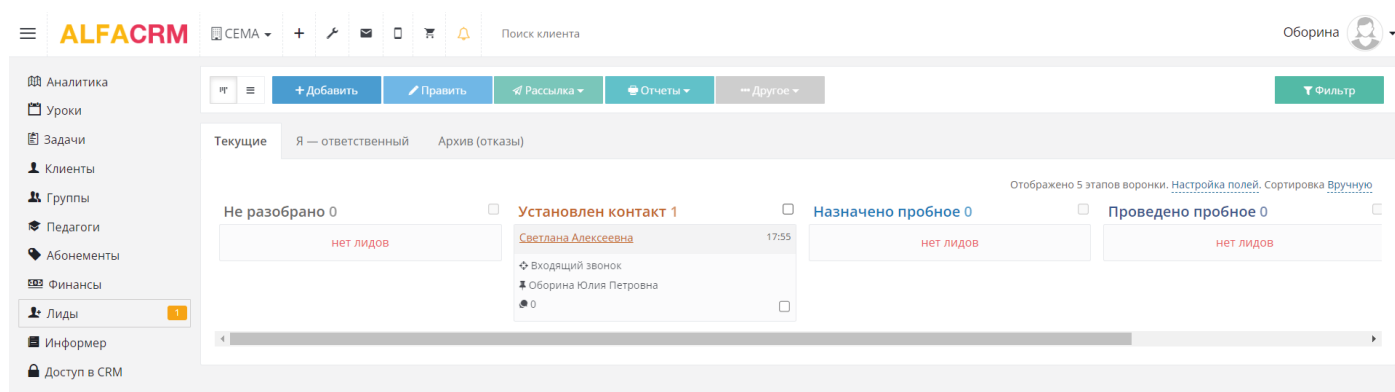 ALFACRM СЕМА Поиск клиента Оборина
Аналитика
Уроки
Задачи
Клиенты
Группы
Педагоги
Абонементы
Финансы
Лиды 1
Информер
Доступ в CRM
+ Добавить Править Рассылка Отчеты Другое Фильтр
Текущие Я — ответственный Архив (отказы)
Отображено 5 этапов воронки. Настройка полей. Сортировка Вручную
Не разобрано 0
нет лидов
Установлен контакт 1
Светлана Алексеевна 17:55
Входящий звонок
Оборина Юлия Петровна
0
Назначено пробное 0
нет лидов
Проведено пробное 0
нет лидов